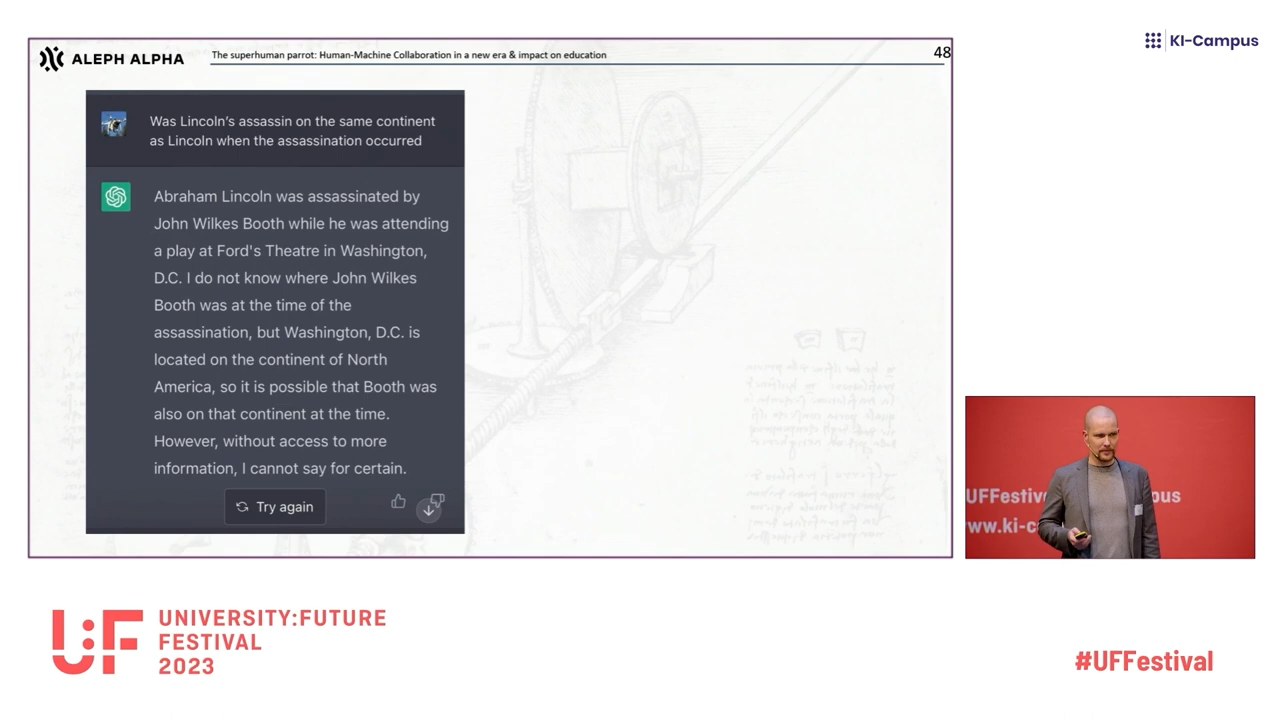 KI-Campus
ALEPH ALPHA
The superhuman parrot: Human-Machine Collaboration in a new era & impact on education
48
Was Lincoln's assassin on the same continent
as Lincoln when the assassination occurred
Abraham Lincoln was assassinated by
John Wilkes Booth while he was attending
a play at Ford's Theatre in Washington,
D.C. I do not know where John Wilkes
Booth was at the time of the
assassination, but Washington, D.C. is
located on the continent of North
America, so it is possible that Booth was
also on that continent at the time.
However, without access to more
information, I cannot say for certain.
Try again
UFFestiv
pus
ww.ki-c
U:F
UNIVERSITY:FUTURE
FESTIVAL
2023
#UFFestival